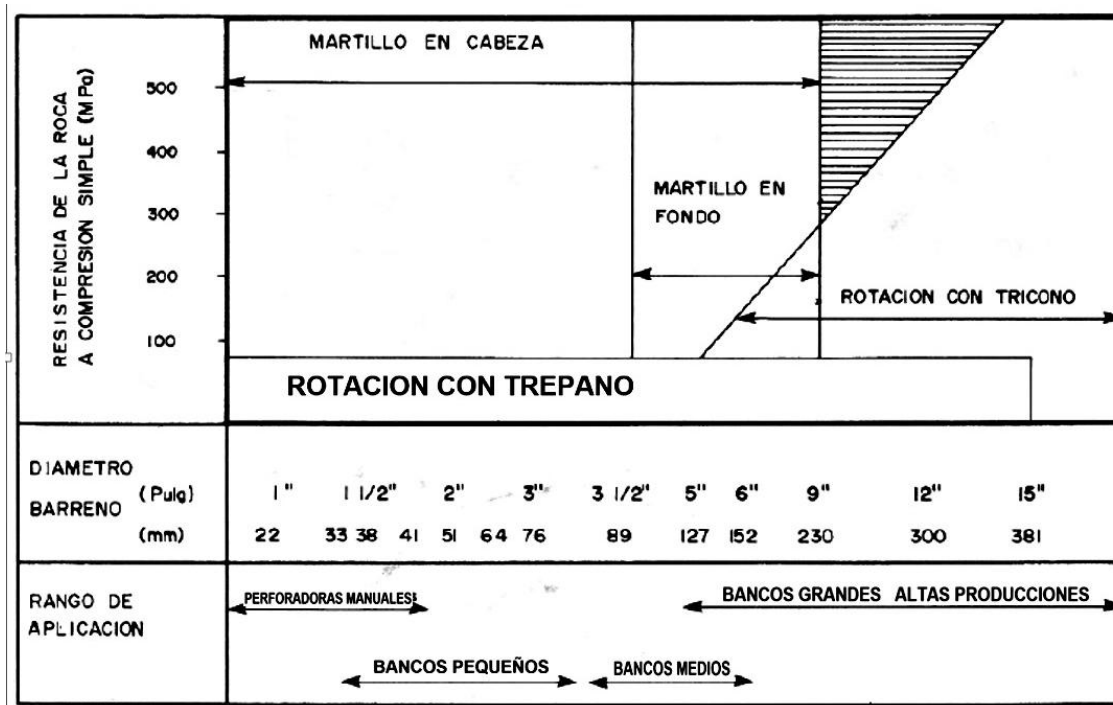 RESISTENCIA DE LA ROCA
A COMPRESION SIMPLE (MPa)
500
400
300
200
100
MARTILLO EN CABEZA
MARTILLO EN
FONDO
ROTACION CON TRICONO
ROTACION CON TREPANO
DIAMETRO
BARRENO
(Pulg)
(mm)
1" 1 1/2" 2" 3" 3 1/2" 5" 6" 9" 12" 15"
22 33 38 41 51 64 76 89 127 152 230 300 381
RANGO DE
APLICACION
PERFORADORAS MANUALES
BANCOS GRANDES ALTAS PRODUCCIONES
BANCOS PEQUEÑOS
BANCOS MEDIOS